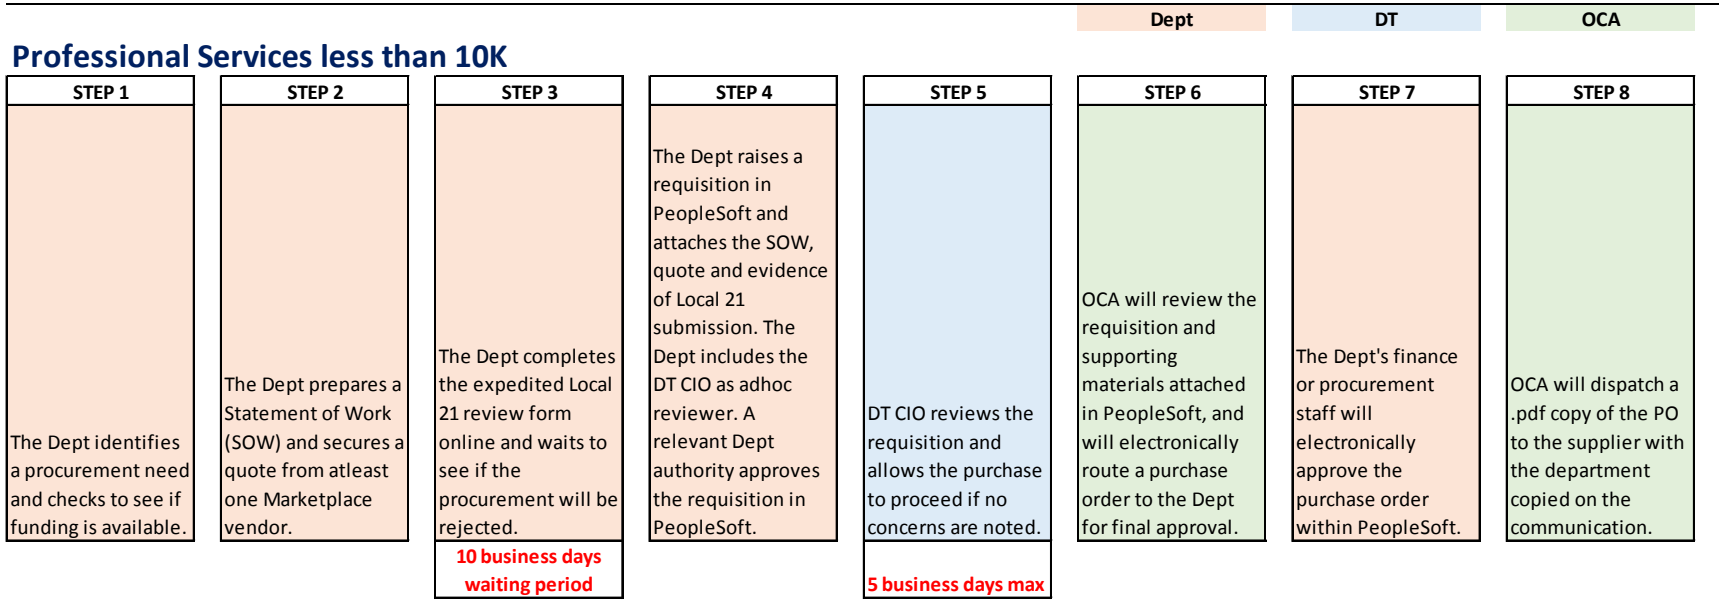 Dept
DT
OCA
Professional Services less than 10K
STEP 1
The Dept identifies
a procurement need
and checks to see if
funding is available.
STEP 2
The Dept prepares a
Statement of Work
(SOW) and secures a
quote from atleast
one Marketplace
vendor.
STEP 3
The Dept completes
the expedited Local
21 review form
online and waits to
see if the
procurement will be
rejected.
10 business days
waiting period
STEP 4
The Dept raises a
requisition in
PeopleSoft and
attaches the SOW,
quote and evidence
of Local 21
submission. The
Dept includes the
DT CIO as adhoc
reviewer. A
relevant Dept
authority approves
the requisition in
PeopleSoft.
STEP 5
DT CIO reviews the
requisition and
allows the purchase
to proceed if no
concerns are noted.
5 business days max
STEP 6
OCA will review the
requisition and
supporting
materials attached
in PeopleSoft, and
will electronically
route a purchase
order to the Dept
for final approval.
STEP 7
The Dept's finance
or procurement
staff will
electronically
approve the
purchase order
within PeopleSoft.
STEP 8
OCA will dispatch a
.pdf copy of the PO
to the supplier with
the department
copied on the
communication.